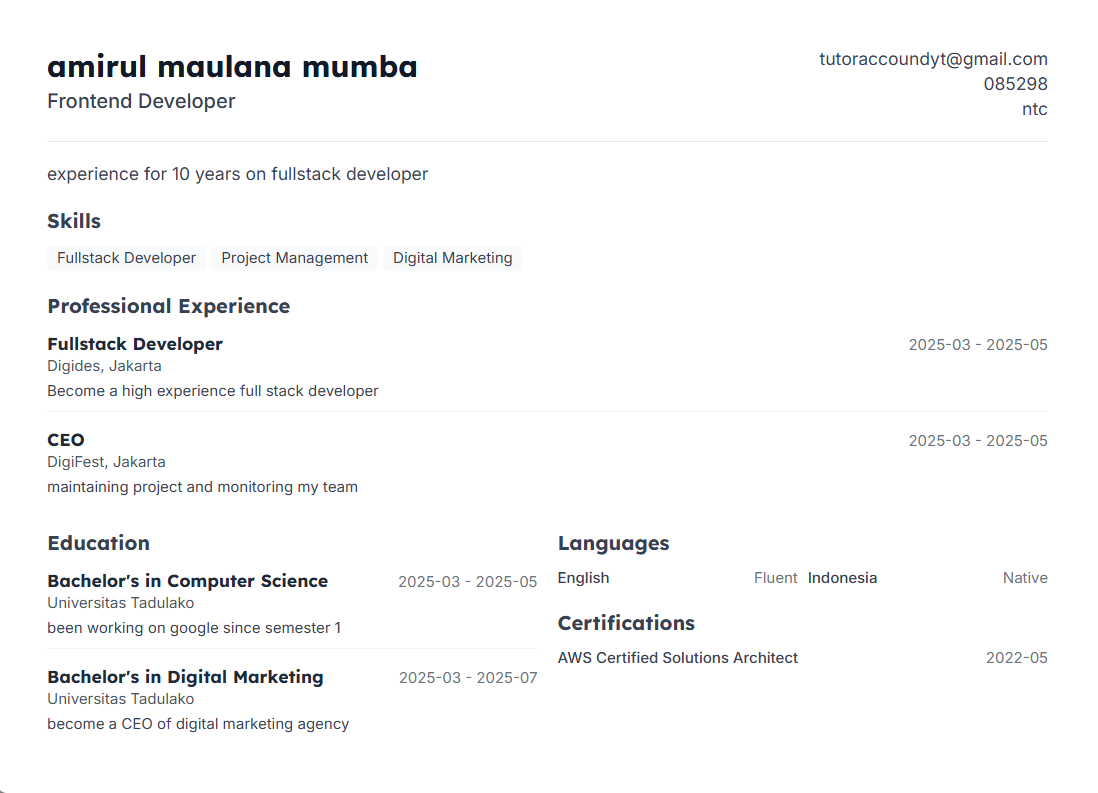 amirul maulana mumba
Frontend Developer
tutoraccoundyt@gmail.com
085298
ntc
experience for 10 years on fullstack developer
Skills
Fullstack Developer Project Management Digital Marketing
Professional Experience
Fullstack Developer 2025-03 - 2025-05
Digides, Jakarta
Become a high experience full stack developer
CEO 2025-03 - 2025-05
DigiFest, Jakarta
maintaining project and monitoring my team
Education
Bachelor's in Computer Science 2025-03 - 2025-05
Universitas Tadulako
been working on google since semester 1
Bachelor's in Digital Marketing 2025-03 - 2025-07
Universitas Tadulako
become a CEO of digital marketing agency
Languages
English Fluent Indonesia Native
Certifications
AWS Certified Solutions Architect 2022-05